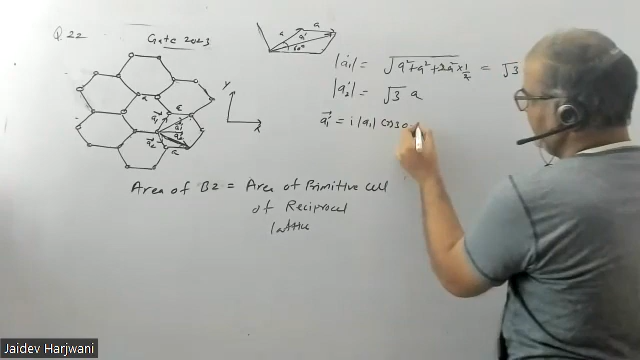 Q.22
Gate 2023
a a
60°
|a₁| = √a²+a²+2a²×1/2 = √3
|a₂| = √3 a
a₁ = i |a₁| cos30
Y
X
Area of BZ = Area of Primitive cell
of Reciprocal
lattice
Jaidev Harjwani